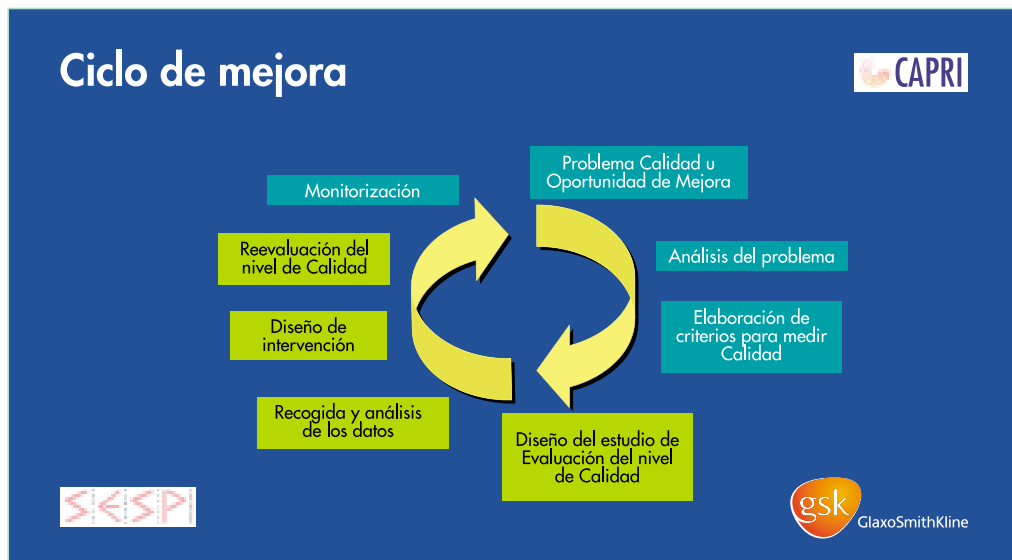 Ciclo de mejora
CAPRI
Problema Calidad u
Oportunidad de Mejora
Análisis del problema
Elaboración de
criterios para medir
Calidad
Diseño del estudio de
Evaluación del nivel
de Calidad
Recogida y análisis
de los datos
Diseño de
intervención
Reevaluación del
nivel de Calidad
Monitorización
SESPI
gsk
GlaxoSmithKline